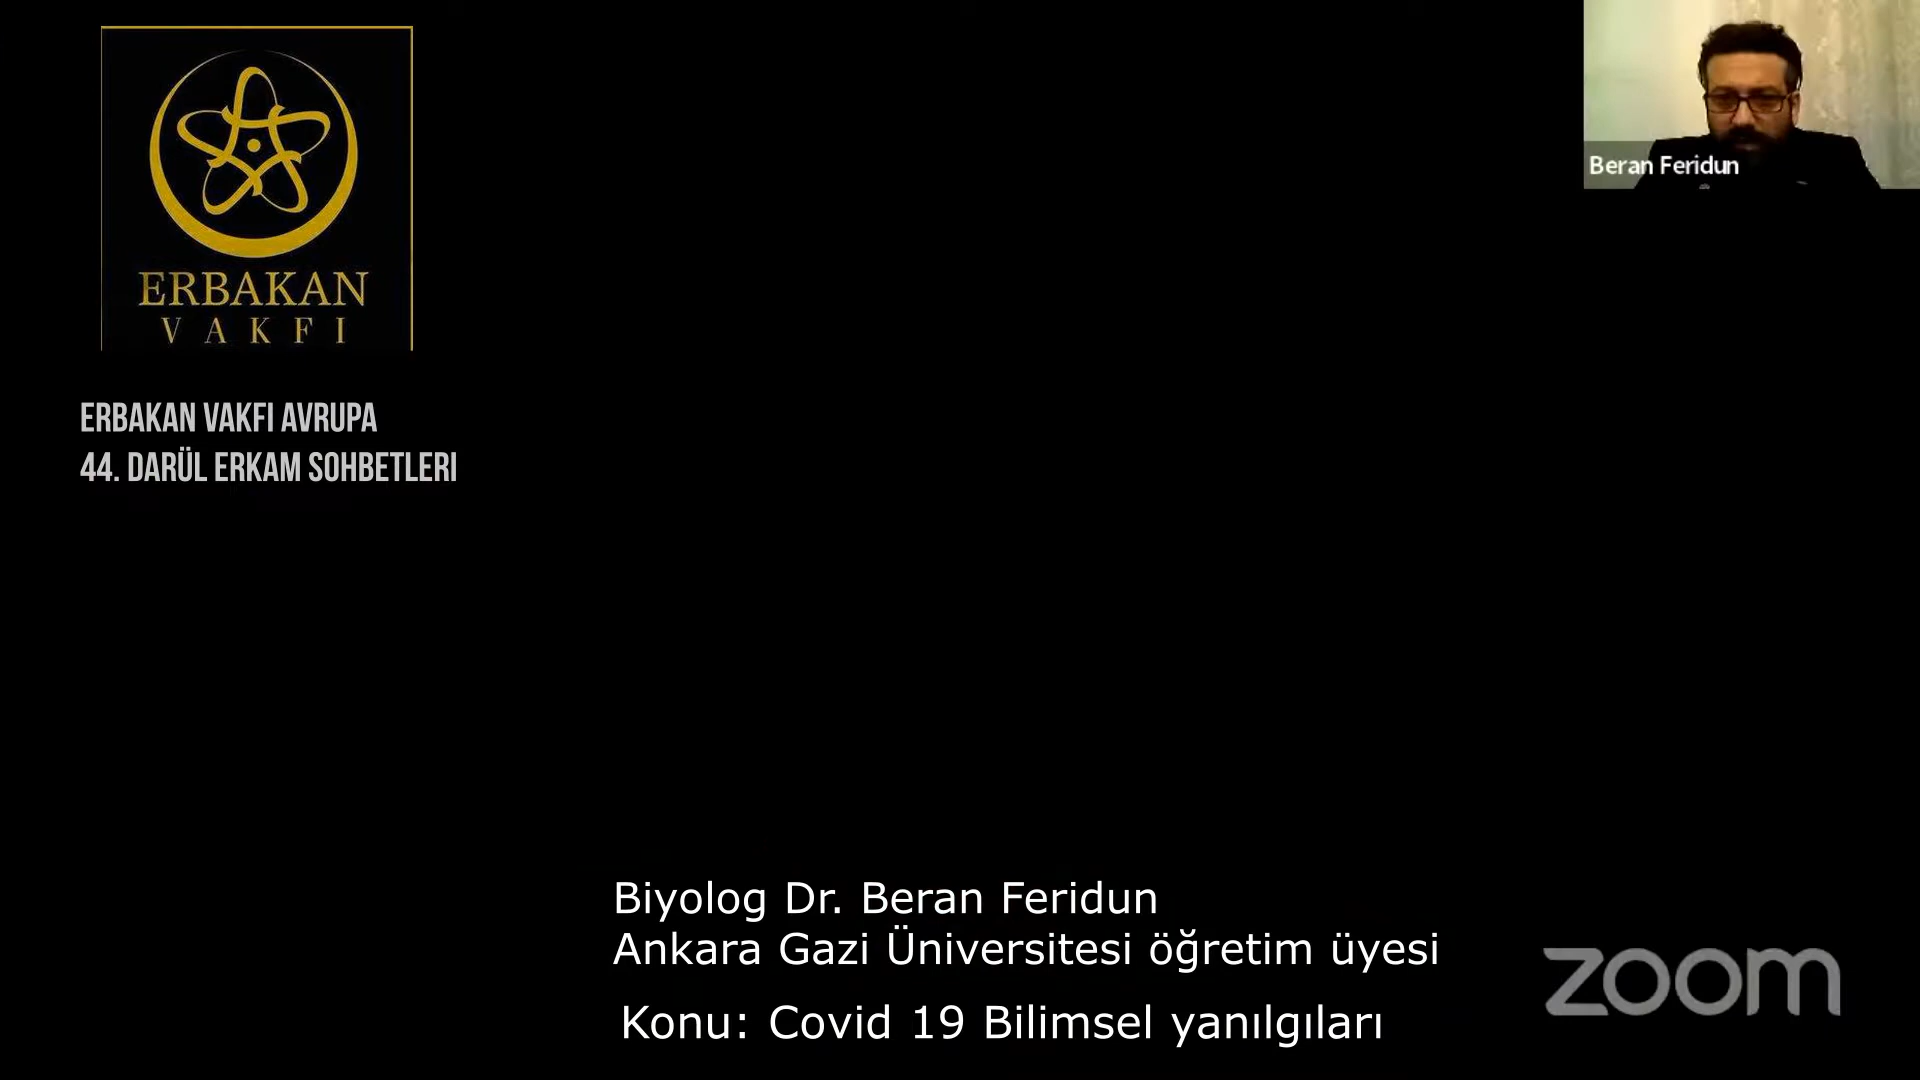 ERBAKAN
VAKFI
ERBAKAN VAKFI AVRUPA
44. DARÜL ERKAM SOHBETLERI
Beran Feridun
Biyolog Dr. Beran Feridun
Ankara Gazi Üniversitesi öğretim üyesi
Konu: Covid 19 Bilimsel yanılgıları
zoom